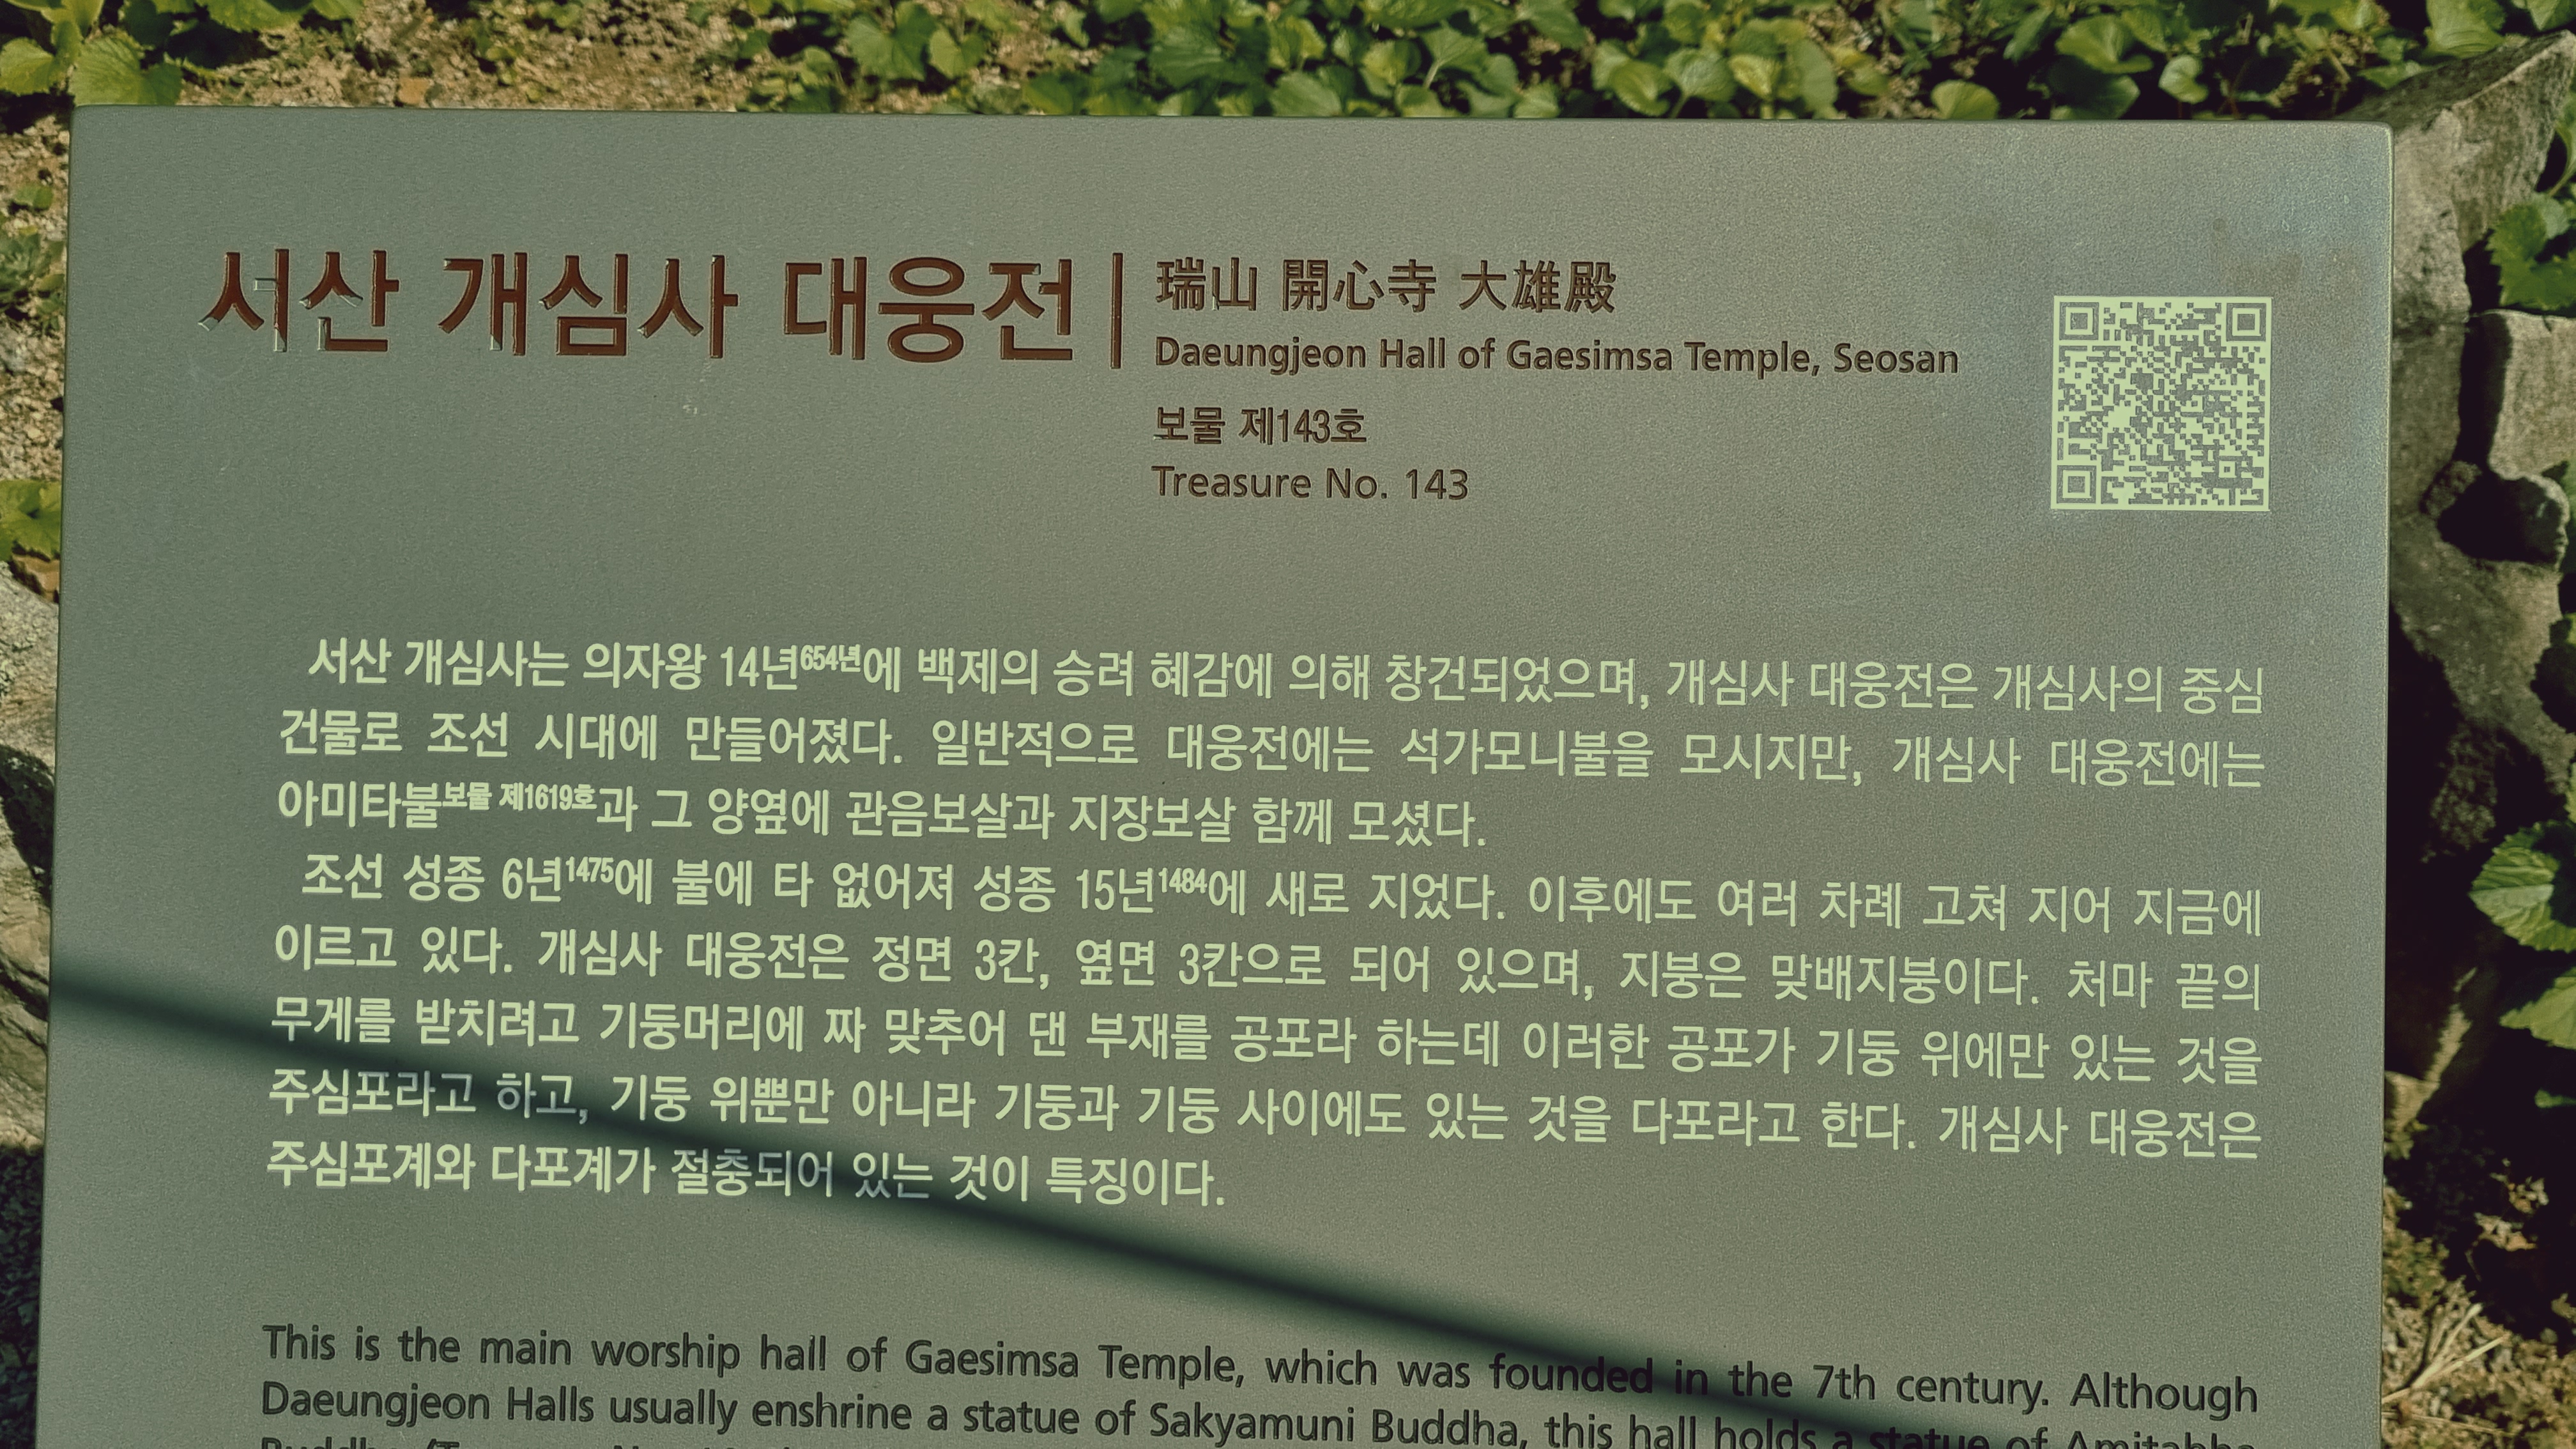 서산 개심사 대웅전
瑞山 開心寺 大雄殿
Daeungjeon Hall of Gaesimsa Temple, Seosan
보물 제143호
Treasure No. 143
서산 개심사는 의자왕 14년654년에 백제의 승려 혜감에 의해 창건되었으며, 개심사 대웅전은 개심사의 중심
건물로 조선 시대에 만들어졌다. 일반적으로 대웅전에는 석가모니불을 모시지만, 개심사 대웅전에는
아미타불보물 제1619호과 그 양옆에 관음보살과 지장보살 함께 모셨다.
조선 성종 6년1475에 불에 타 없어져 성종 15년1484에 새로 지었다. 이후에도 여러 차례 고쳐 지어 지금에
이르고 있다. 개심사 대웅전은 정면 3칸, 옆면 3칸으로 되어 있으며, 지붕은 맞배지붕이다. 처마 끝의
무게를 받치려고 기둥머리에 짜 맞추어 댄 부재를 공포라 하는데 이러한 공포가 기둥 위에만 있는 것을
주심포라고 하고, 기둥 위뿐만 아니라 기둥과 기둥 사이에도 있는 것을 다포라고 한다. 개심사 대웅전은
주심포계와 다포계가 절충되어 있는 것이 특징이다.
This is the main worship hall of Gaesimsa Temple, which was founded in the 7th century. Although
Daeungjeon Halls usually enshrine a statue of Sakyamuni Buddha, this hall holds a statue of Amitabha